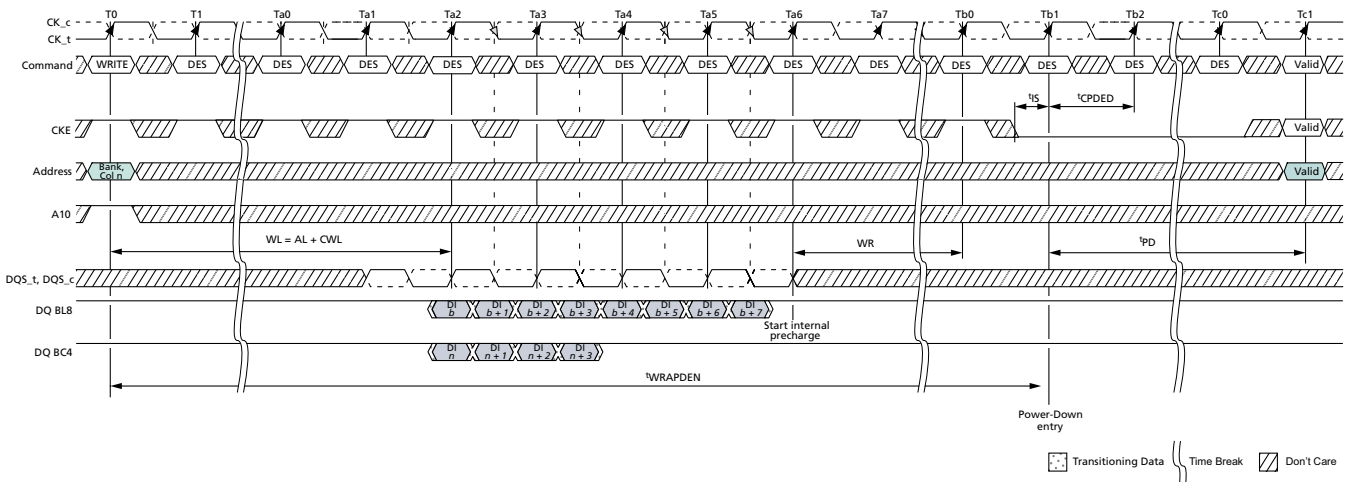 T0 T1 Ta0 Ta1 Ta2 Ta3 Ta4 Ta5 Ta6 Ta7 Tb0 Tb1 Tb2 Tc0 Tc1
CK_c
CK_t
Command WRITE DES DES DES DES DES DES DES DES DES DES DES DES DES Valid
tIS tCPDED
CKE Valid
Address Bank, Col n Valid
A10
WL = AL + CWL WR tPD
DQS_t, DQS_c
DQ BL8 DI b DI b + 1 DI b + 2 DI b + 3 DI b + 4 DI b + 5 DI b + 6 DI b + 7
Start internal
precharge
DQ BC4 DI n DI n + 1 DI n + 2 DI n + 3
tWRAPDEN
Power-Down
entry
Transitioning Data Time Break Don't Care